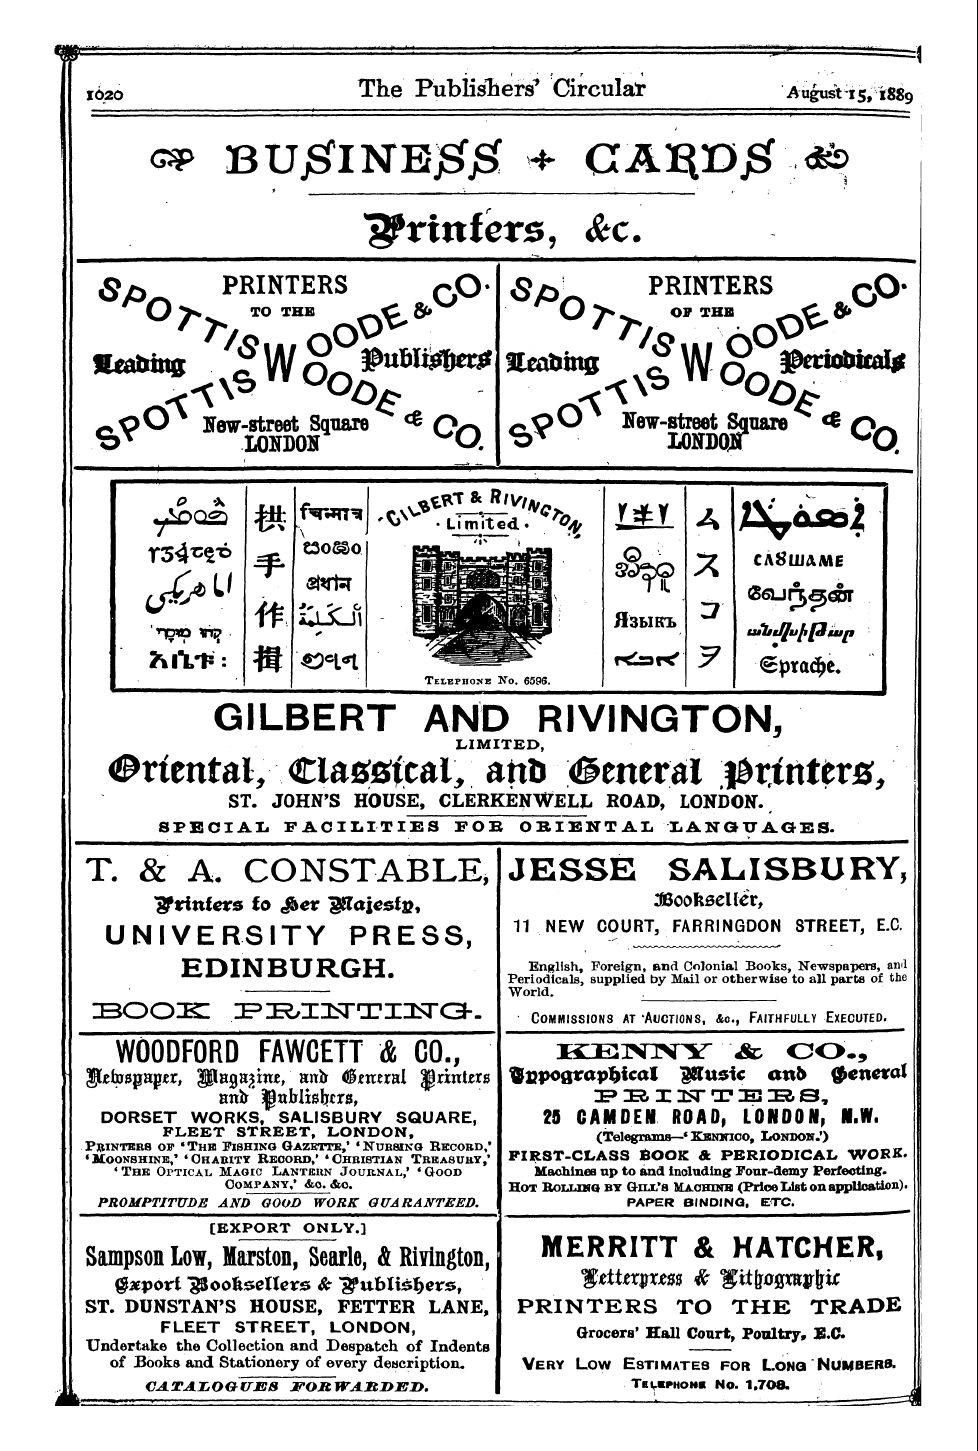 1020
The Publishers' Circular
August 15, 1889
BUSINESS CARDS
Printers, &c.
SPOTTISWOODE & CO.
PRINTERS
TO THE
Leading
Publishers
SPOTTISWOODE & CO.
New-street Square
LONDON
SPOTTISWOODE & CO.
PRINTERS
OF THE
Leading
Periodicals
SPOTTISWOODE & CO.
New-street Square
LONDON
拱
手
作
揖
चिन्मात्र
પ્રધાન
GILBERT & RIVINGTON,
Limited.
TELEPHONE No. 6596.
Языкъ
ム
ス
コ
ヲ
வேந்தன்
Sprache.
GILBERT AND RIVINGTON,
LIMITED,
Oriental, Classical, and General Printers,
ST. JOHN'S HOUSE, CLERKENWELL ROAD, LONDON.
SPECIAL FACILITIES FOR ORIENTAL LANGUAGES.
T. & A. CONSTABLE,
Printers to Her Majesty,
UNIVERSITY PRESS,
EDINBURGH.
BOOK PRINTING.
JESSE SALISBURY,
Bookseller,
11 NEW COURT, FARRINGDON STREET, E.C.
English, Foreign, and Colonial Books, Newspapers, and
Periodicals, supplied by Mail or otherwise to all parts of the
World.
COMMISSIONS AT AUCTIONS, &c., FAITHFULLY EXECUTED.
WOODFORD FAWCETT & CO.,
Newspaper, Magazine, and General Printers
and Publishers,
DORSET WORKS, SALISBURY SQUARE,
FLEET STREET, LONDON,
PRINTERS OF 'THE FISHING GAZETTE,' 'NURSING RECORD,'
'MOONSHINE,' 'CHARITY RECORD,' 'CHRISTIAN TREASURY,'
'THE OPTICAL MAGIC LANTERN JOURNAL,' 'GOOD
COMPANY,' &c. &c.
PROMPTITUDE AND GOOD WORK GUARANTEED.
KENNY & CO.,
Typographical Music and General
PRINTERS,
25 CAMDEN ROAD, LONDON, N.W.
(Telegrams—'KENNICO, LONDON.')
FIRST-CLASS BOOK & PERIODICAL WORK.
Machines up to and including Four-demy Perfecting.
HOT ROLLING BY GILL'S MACHINE (Price List on application).
PAPER BINDING, ETC.
[EXPORT ONLY.]
Sampson Low, Marston, Searle, & Rivington,
Export Booksellers & Publishers,
ST. DUNSTAN'S HOUSE, FETTER LANE,
FLEET STREET, LONDON,
Undertake the Collection and Despatch of Indents
of Books and Stationery of every description.
CATALOGUES FORWARDED.
MERRITT & HATCHER,
Letterpress & Lithographic
PRINTERS TO THE TRADE
Grocers' Hall Court, Poultry, E.C.
VERY LOW ESTIMATES FOR LONG NUMBERS.
TELEPHONE No. 1,708.